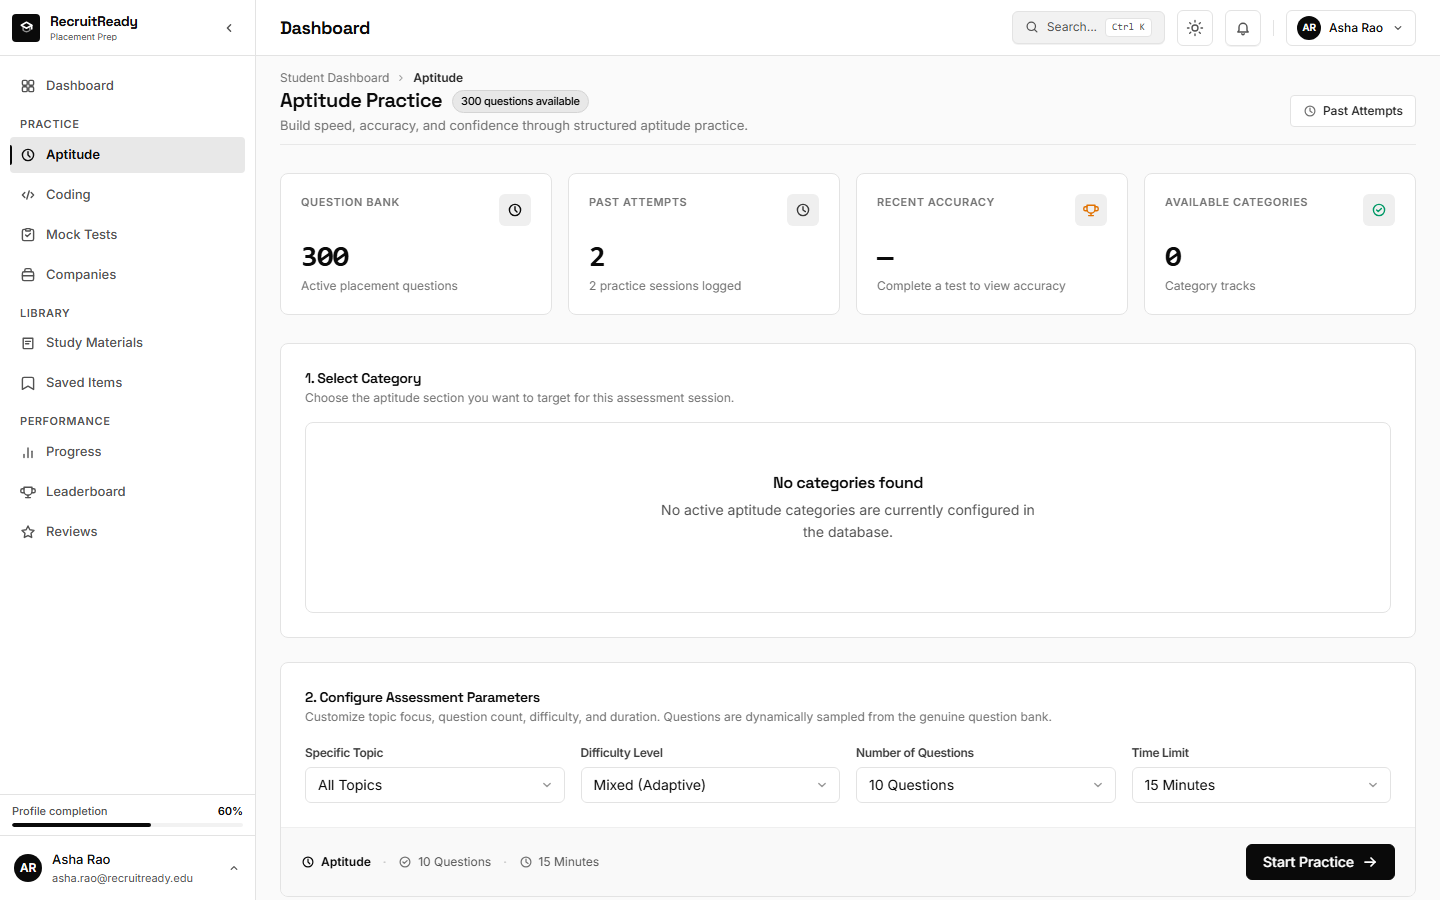 RecruitReady
Placement Prep
Dashboard
PRACTICE
Aptitude
Coding
Mock Tests
Companies
LIBRARY
Study Materials
Saved Items
PERFORMANCE
Progress
Leaderboard
Reviews
Profile completion 60%
AR Asha Rao
asha.rao@recruitready.edu
Dashboard
Search... Ctrl K
AR Asha Rao
Student Dashboard > Aptitude
Aptitude Practice 300 questions available
Build speed, accuracy, and confidence through structured aptitude practice.
Past Attempts
QUESTION BANK
300
Active placement questions
PAST ATTEMPTS
2
2 practice sessions logged
RECENT ACCURACY
—
Complete a test to view accuracy
AVAILABLE CATEGORIES
0
Category tracks
1. Select Category
Choose the aptitude section you want to target for this assessment session.
No categories found
No active aptitude categories are currently configured in
the database.
2. Configure Assessment Parameters
Customize topic focus, question count, difficulty, and duration. Questions are dynamically sampled from the genuine question bank.
Specific Topic
All Topics
Difficulty Level
Mixed (Adaptive)
Number of Questions
10 Questions
Time Limit
15 Minutes
Aptitude · 10 Questions · 15 Minutes
Start Practice →